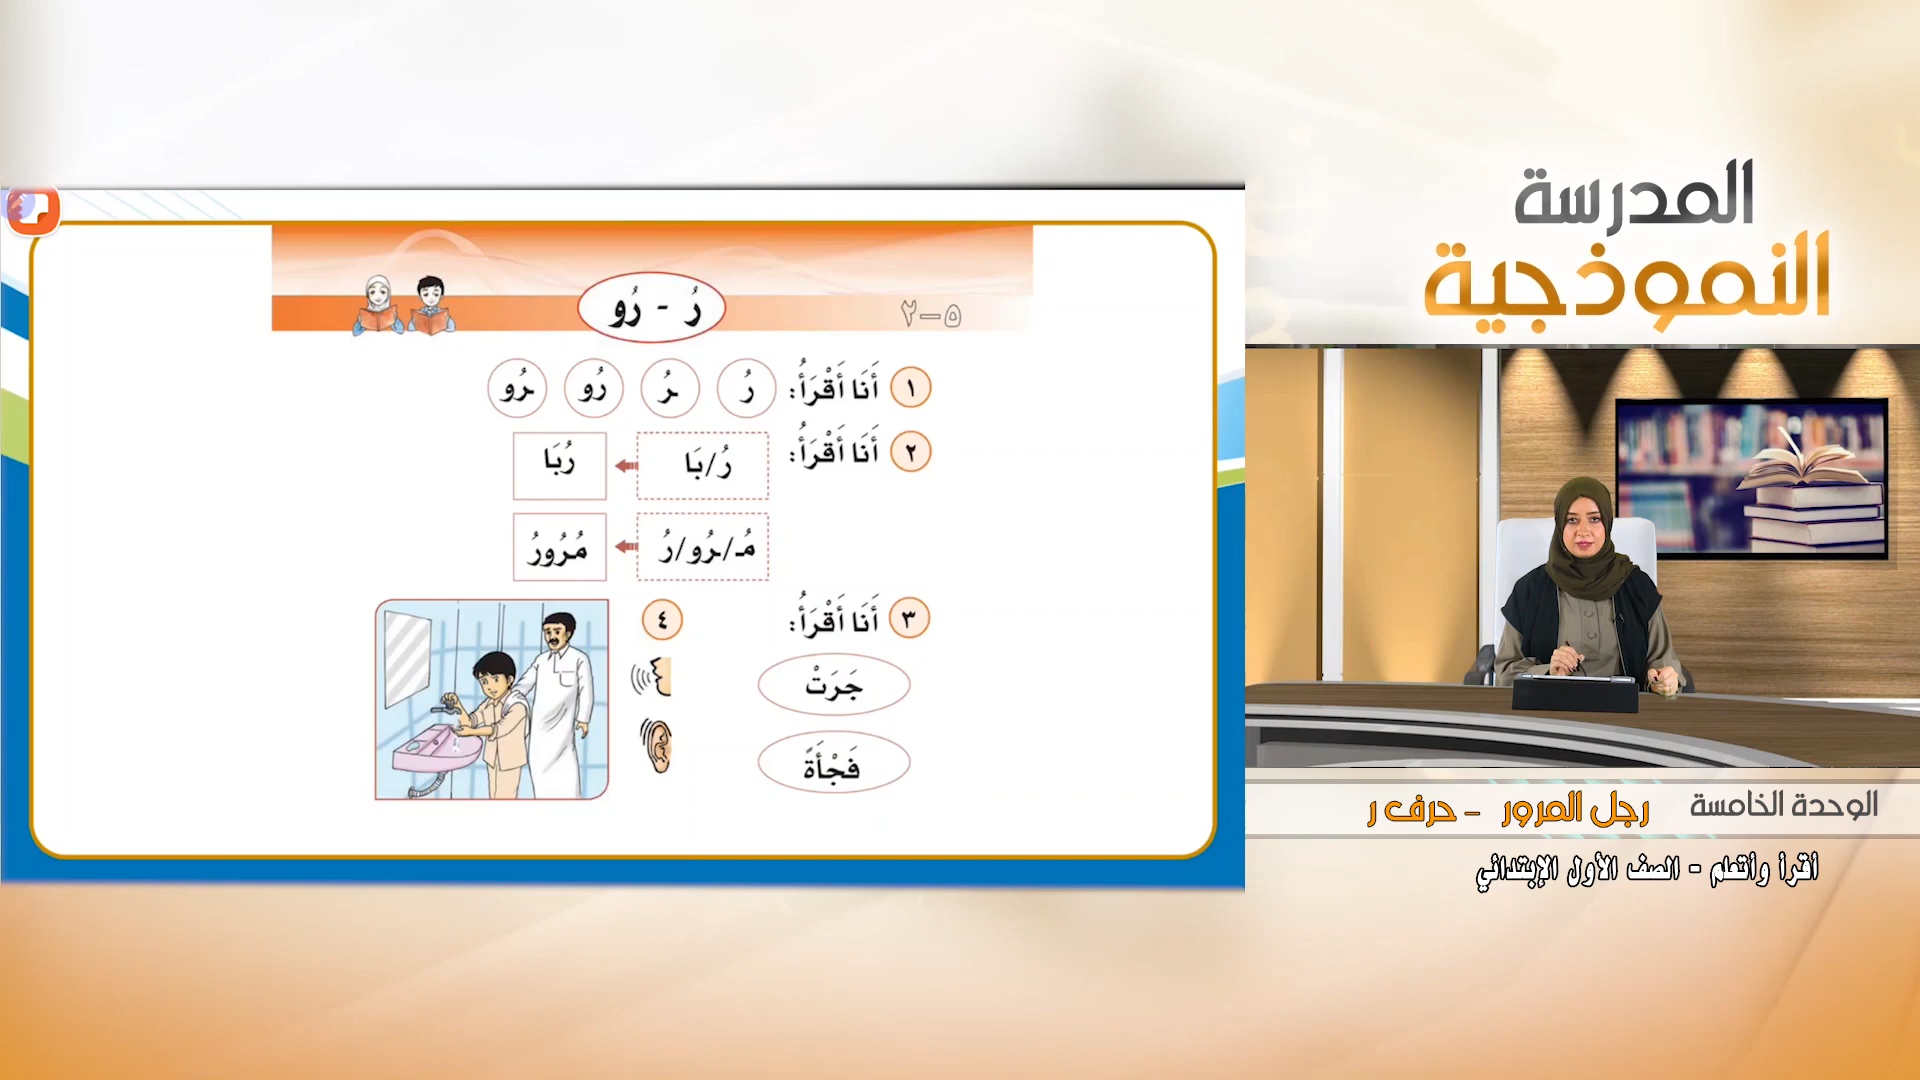 المدرسة
النموذجية
٥-٢
رُ - رُو
١ أَنَا أَقْرَأُ: رُ ـرُ رُو ـرُو
٢ أَنَا أَقْرَأُ: رُ/بَا رُبَا
مُـ/ـرُو/رُ مُرُورُ
٣ أَنَا أَقْرَأُ: ٤
جَرَتْ
فَجْأَةً
الوحدة الخامسة رجل المرور - حرف ر
أقرأ وأتعلم - الصف الأول الإبتدائي